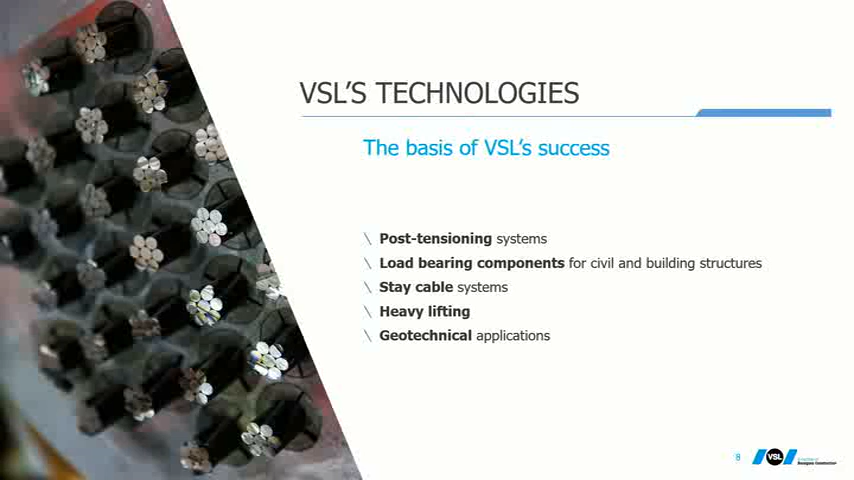 VSL'S TECHNOLOGIES
The basis of VSL's success
\ Post-tensioning systems
\ Load bearing components for civil and building structures
\ Stay cable systems
\ Heavy lifting
\ Geotechnical applications
8
VSL